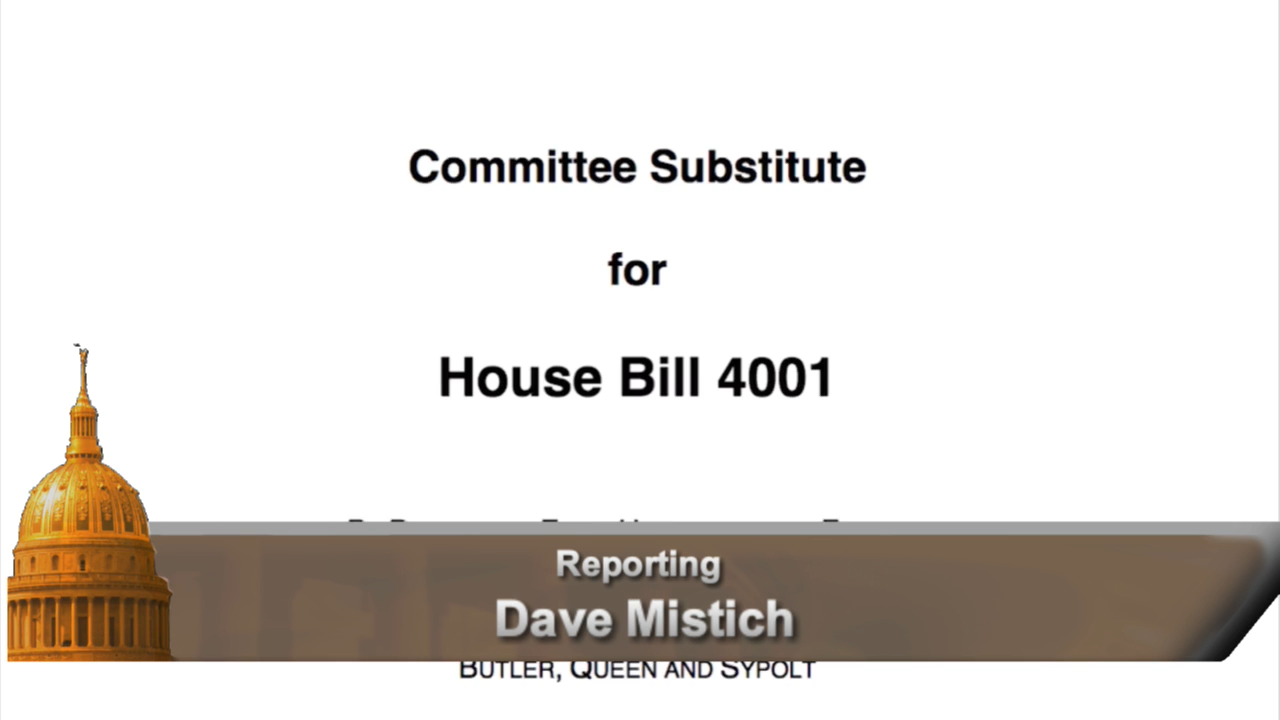 Committee Substitute
for
House Bill 4001
Reporting
Dave Mistich
BUTLER, QUEEN AND SYPOLT